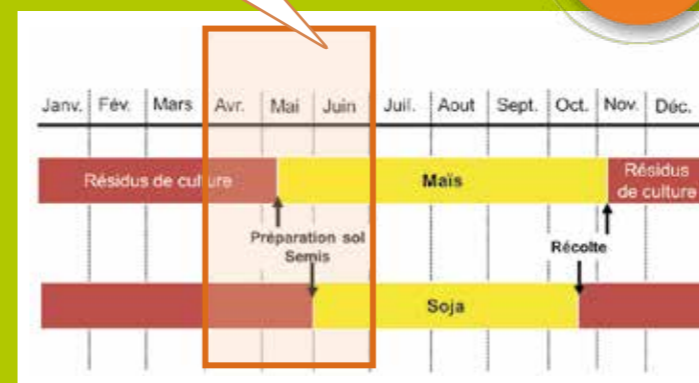 Janv. Fév. Mars Avr. Mai Juin Juil. Aout Sept. Oct. Nov. Déc.
Résidus de culture
Maïs
Résidus
de culture
Préparation sol
Semis
Récolte
Soja